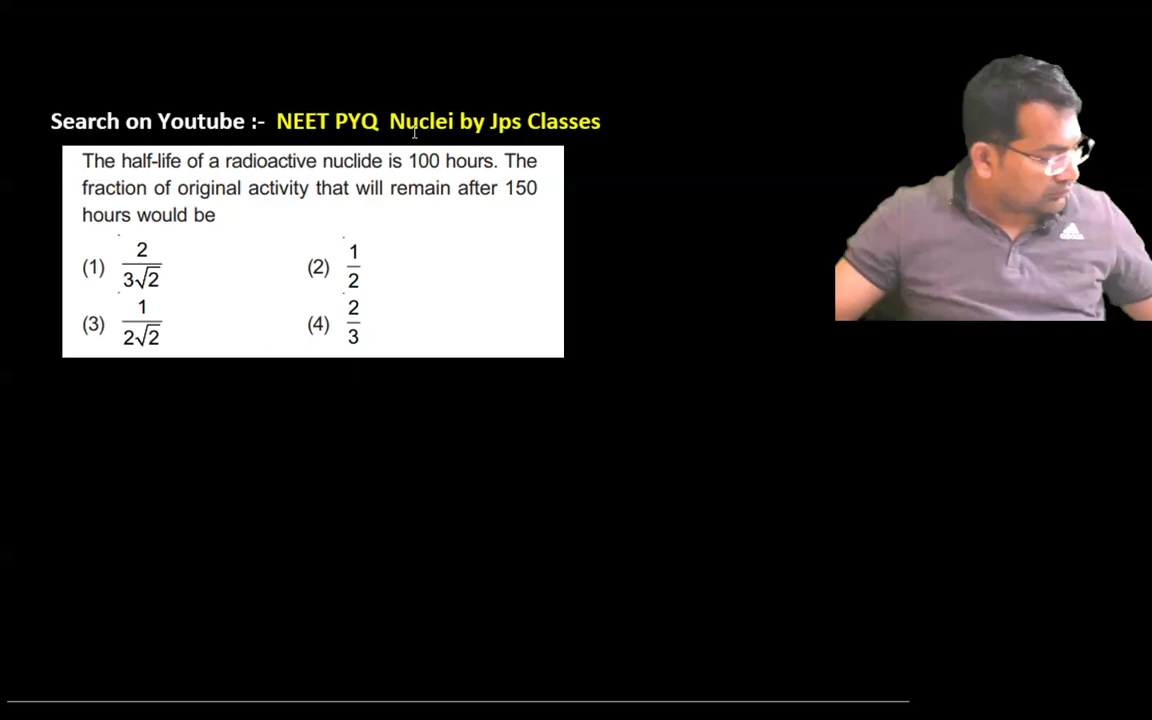 Search on Youtube :- NEET PYQ Nuclei by Jps Classes
The half-life of a radioactive nuclide is 100 hours. The
fraction of original activity that will remain after 150
hours would be
(1) 2/3√2 (2) 1/2
(3) 1/2√2 (4) 2/3